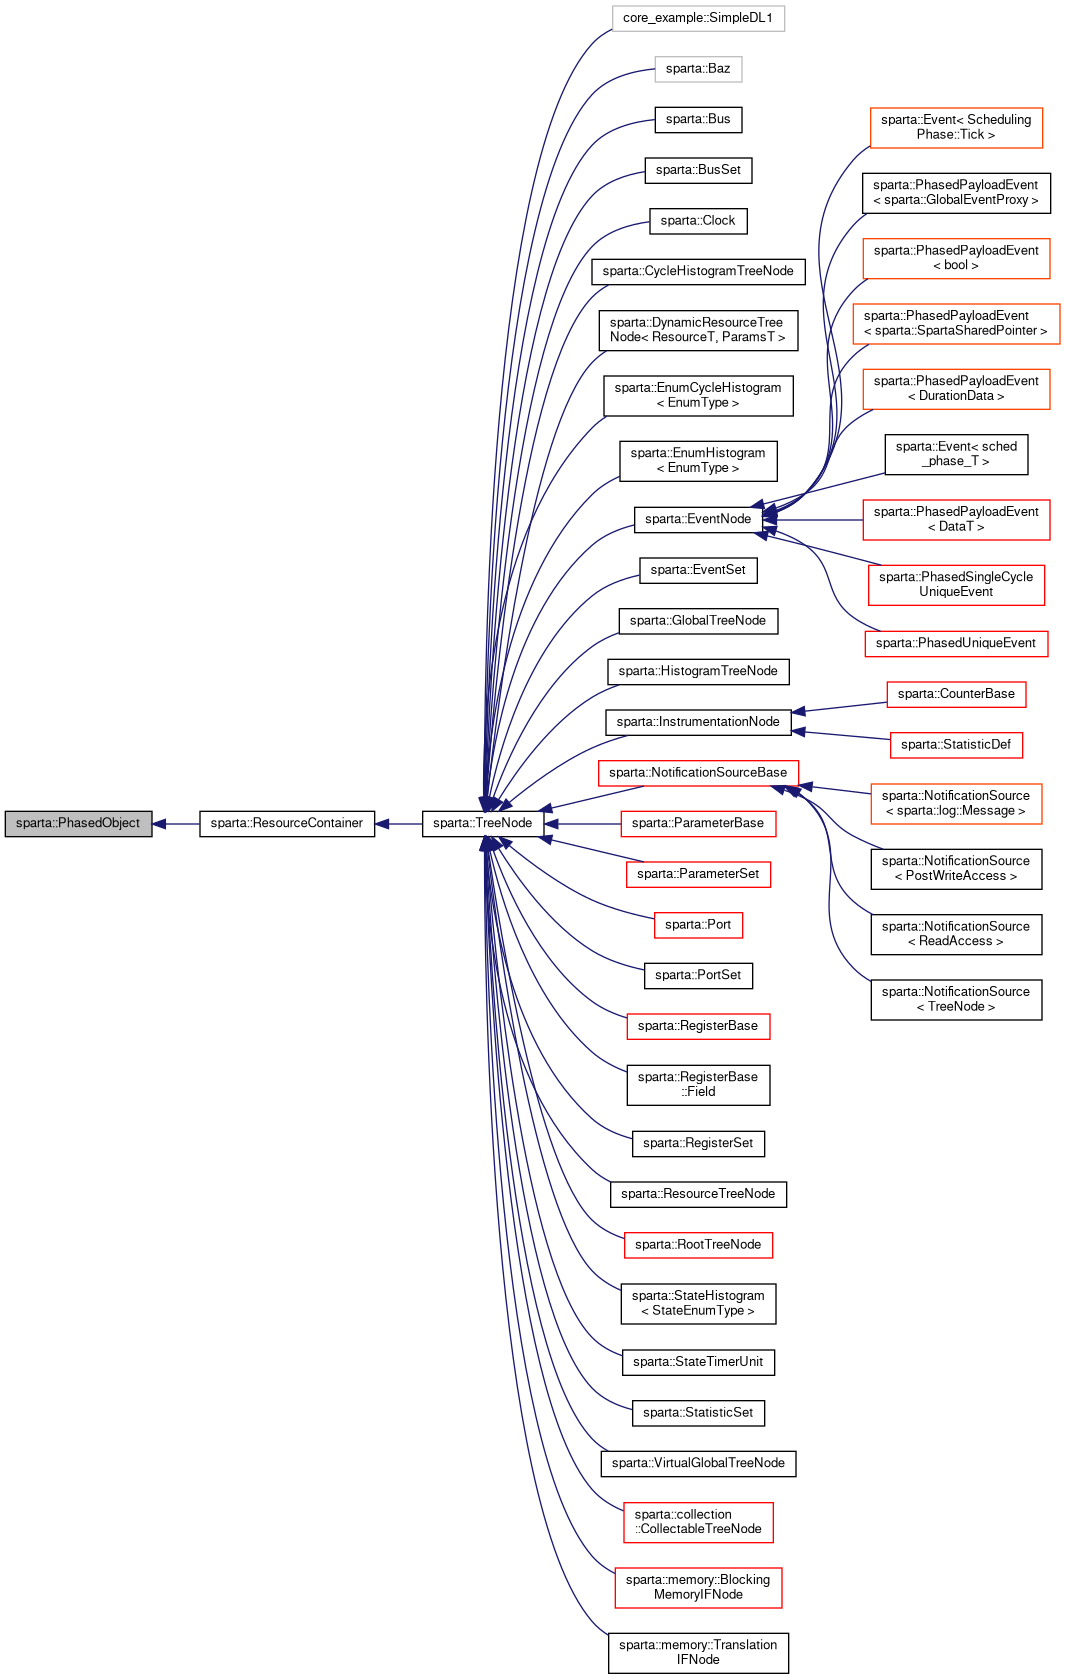 core_example::SimpleDL1
sparta::Baz
sparta::Bus
sparta::BusSet
sparta::Clock
sparta::CycleHistogramTreeNode
sparta::DynamicResourceTree
Node< ResourceT, ParamsT >
sparta::EnumCycleHistogram
< EnumType >
sparta::EnumHistogram
< EnumType >
sparta::EventNode
sparta::Event< Scheduling
Phase::Tick >
sparta::PhasedPayloadEvent
< sparta::GlobalEventProxy >
sparta::PhasedPayloadEvent
< bool >
sparta::PhasedPayloadEvent
< sparta::SpartaSharedPointer >
sparta::PhasedPayloadEvent
< DurationData >
sparta::Event< sched
_phase_T >
sparta::PhasedPayloadEvent
< DataT >
sparta::PhasedSingleCycle
UniqueEvent
sparta::PhasedUniqueEvent
sparta::EventSet
sparta::GlobalTreeNode
sparta::HistogramTreeNode
sparta::InstrumentationNode
sparta::CounterBase
sparta::StatisticDef
sparta::NotificationSourceBase
sparta::NotificationSource
< sparta::log::Message >
sparta::NotificationSource
< PostWriteAccess >
sparta::NotificationSource
< ReadAccess >
sparta::NotificationSource
< TreeNode >
sparta::PhasedObject
sparta::ResourceContainer
sparta::TreeNode
sparta::ParameterBase
sparta::ParameterSet
sparta::Port
sparta::PortSet
sparta::RegisterBase
sparta::RegisterBase
::Field
sparta::RegisterSet
sparta::ResourceTreeNode
sparta::RootTreeNode
sparta::StateHistogram
< StateEnumType >
sparta::StateTimerUnit
sparta::StatisticSet
sparta::VirtualGlobalTreeNode
sparta::collection
::CollectableTreeNode
sparta::memory::Blocking
MemoryIFNode
sparta::memory::Translation
IFNode